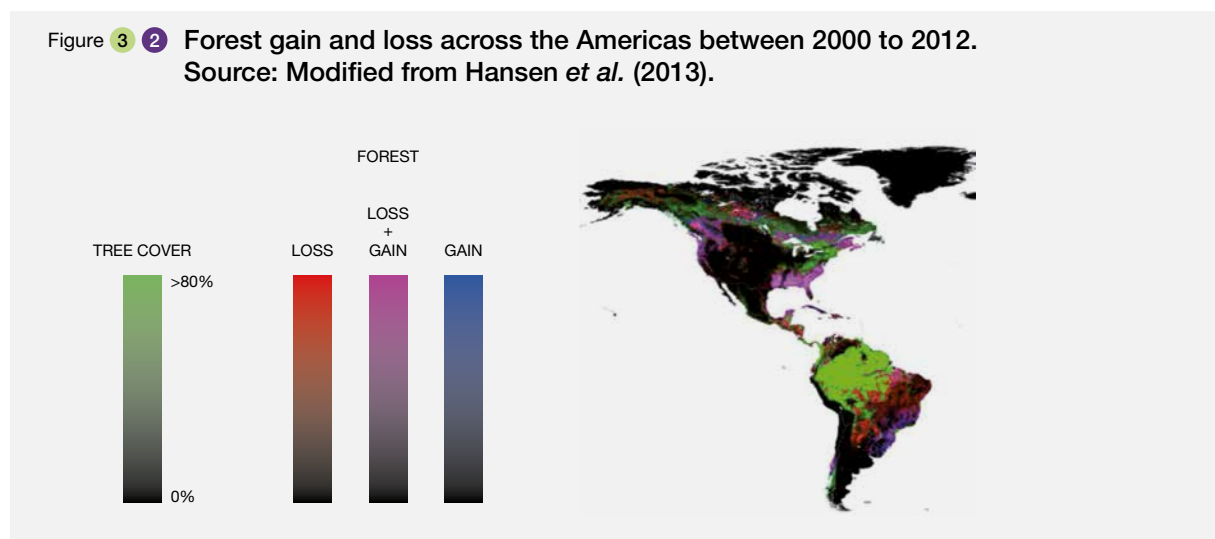 Figure 3 2 Forest gain and loss across the Americas between 2000 to 2012.
Source: Modified from Hansen et al. (2013).
FOREST
TREE COVER
LOSS
LOSS
+
GAIN
GAIN
>80%
0%